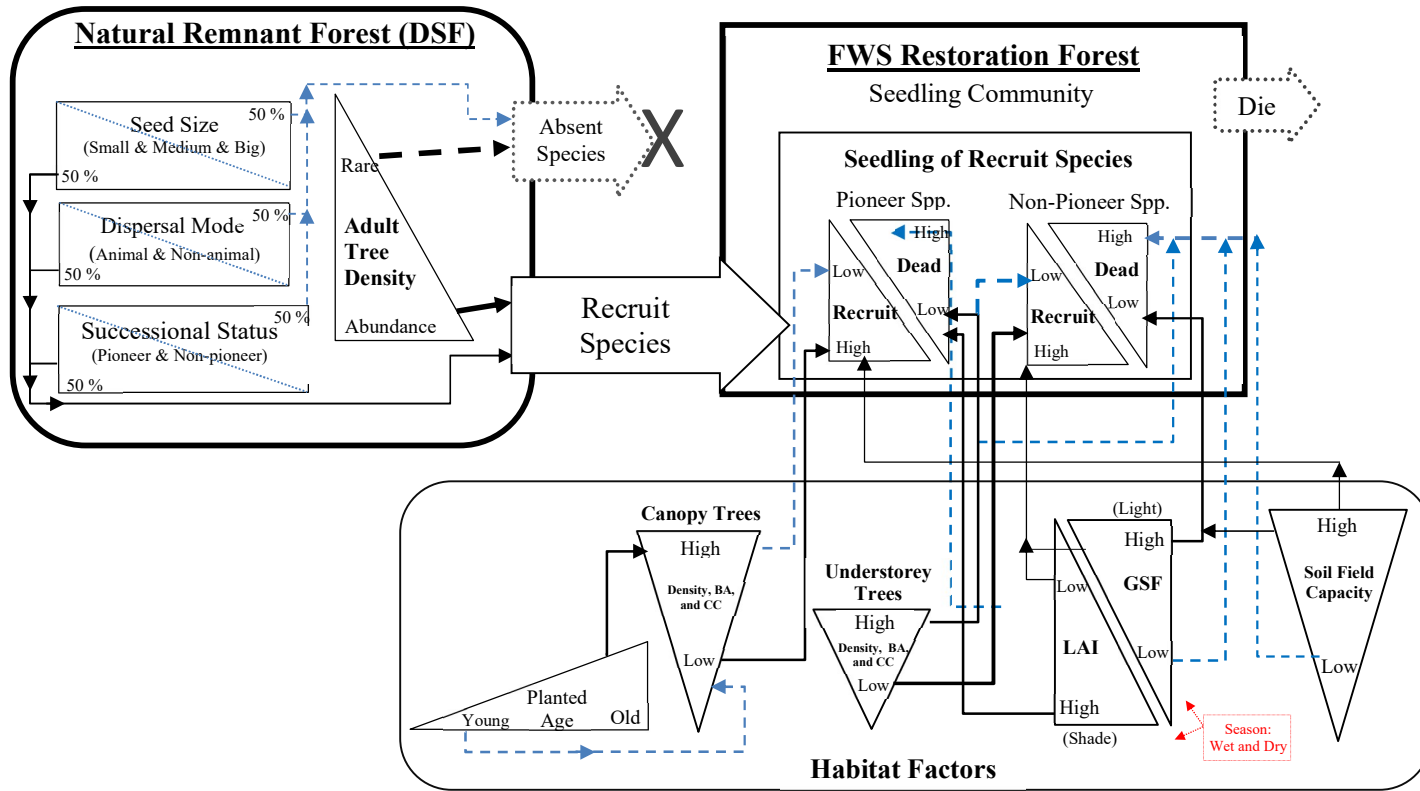 Natural Remnant Forest (DSF)
50 %
Seed Size
(Small & Medium & Big)
50 %
50 %
Dispersal Mode
(Animal & Non-animal)
50 %
50 %
Successional Status
(Pioneer & Non-pioneer)
50 %
Rare
Adult
Tree
Density
Abundance
Absent
Species
X
Recruit
Species
FWS Restoration Forest
Seedling Community
Die
Seedling of Recruit Species
Pioneer Spp.
Non-Pioneer Spp.
High
Dead
Low
Low
Recruit
High
High
Dead
Low
Low
Recruit
High
Canopy Trees
High
Density, BA,
and CC
Low
Planted
Young
Age
Old
Understorey
Trees
High
Density, BA,
and CC
Low
(Light)
High
GSF
Low
Low
LAI
High
(Shade)
Season:
Wet and Dry
High
Soil Field
Capacity
Low
Habitat Factors